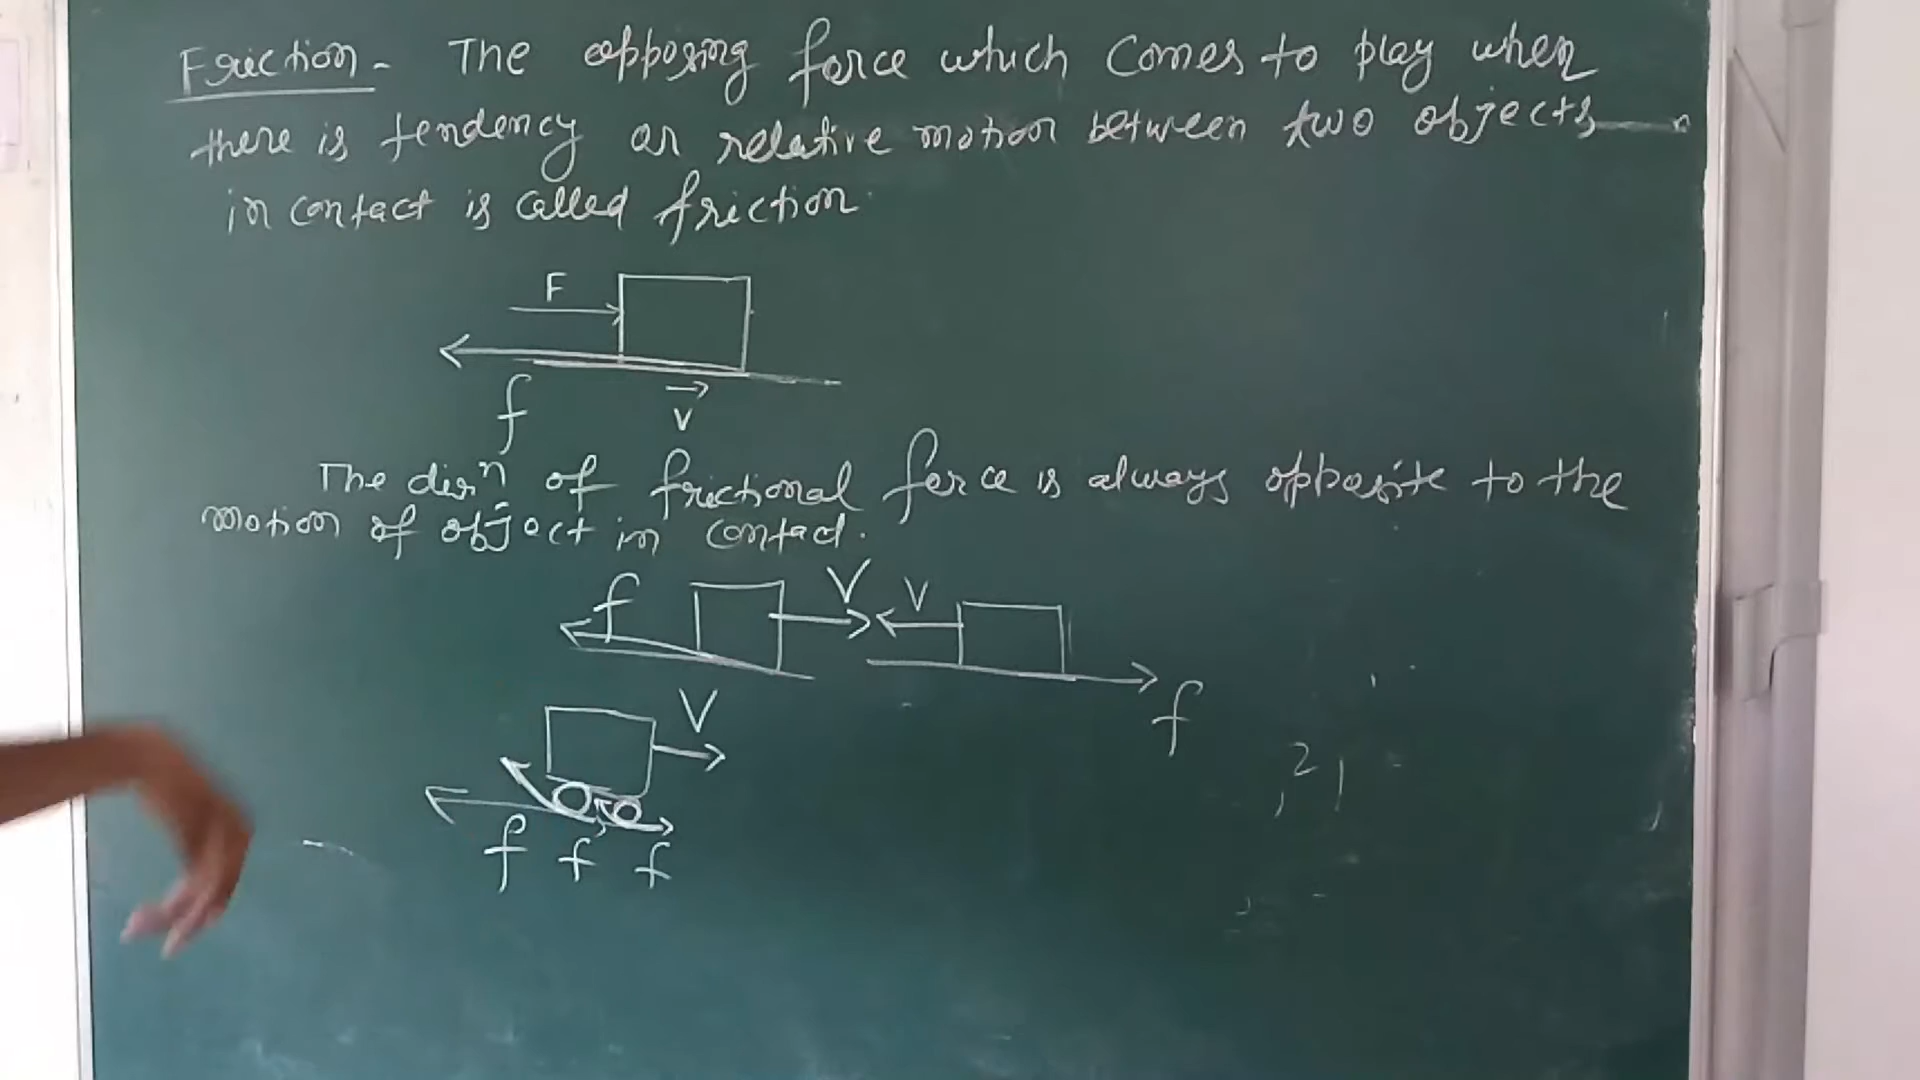 Friction - The opposing force which comes to play when
there is tendency or relative motion between two objects
in contact is called friction.
F
f
v
The dirⁿ of frictional force is always opposite to the
motion of object in contact.
f V V
f
V
f f f